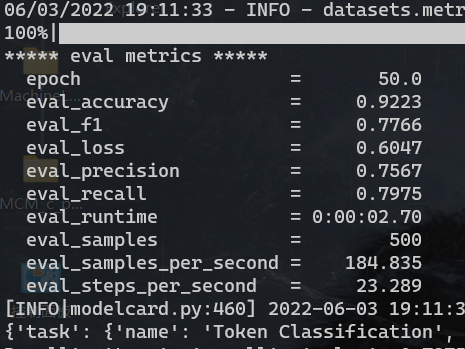 06/03/2022 19:11:33 - INFO - datasets.metr
100%|
***** eval metrics *****
epoch = 50.0
eval_accuracy = 0.9223
eval_f1 = 0.7766
eval_loss = 0.6047
eval_precision = 0.7567
eval_recall = 0.7975
eval_runtime = 0:00:02.70
eval_samples = 500
eval_samples_per_second = 184.835
eval_steps_per_second = 23.289
[INFO|modelcard.py:460] 2022-06-03 19:11:3
{'task': {'name': 'Token Classification',